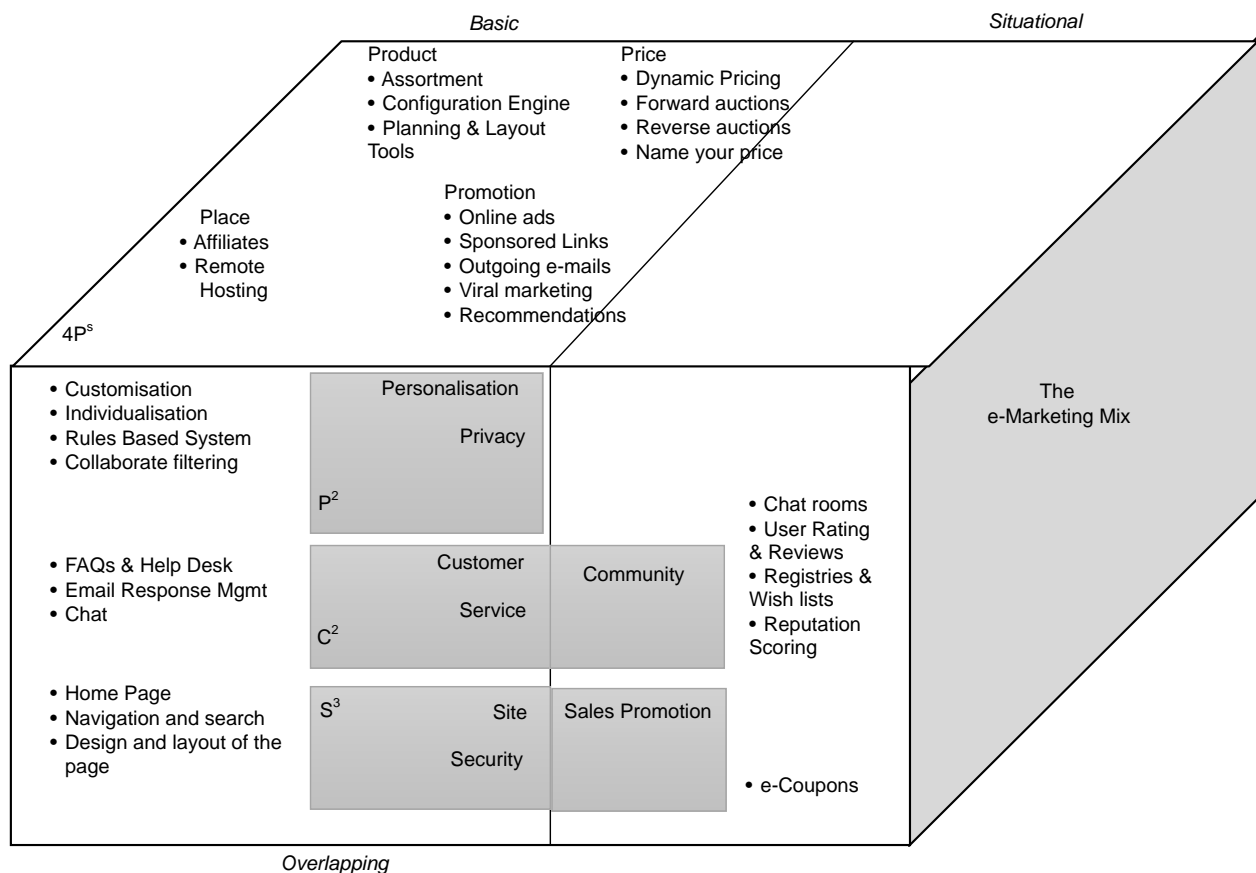 Basic
Situational
Product
• Assortment
• Configuration Engine
• Planning & Layout
Tools
Price
• Dynamic Pricing
• Forward auctions
• Reverse auctions
• Name your price
Place
• Affiliates
• Remote
Hosting
Promotion
• Online ads
• Sponsored Links
• Outgoing e-mails
• Viral marketing
• Recommendations
4Pˢ
• Customisation
• Individualisation
• Rules Based System
• Collaborate filtering
Personalisation
Privacy
P²
The
e-Marketing Mix
• FAQs & Help Desk
• Email Response Mgmt
• Chat
Customer
Service
C²
Community
• Chat rooms
• User Rating
& Reviews
• Registries &
Wish lists
• Reputation
Scoring
• Home Page
• Navigation and search
• Design and layout of the
page
S³
Site
Security
Sales Promotion
• e-Coupons
Overlapping